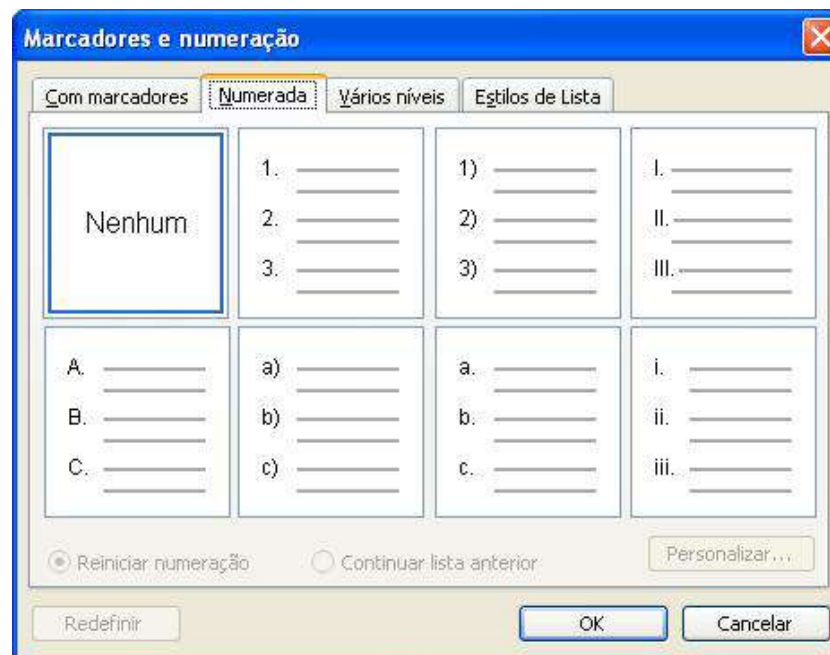 Marcadores e numeração
Com marcadores Numerada Vários níveis Estilos de Lista
Nenhum
1.
2.
3.
1)
2)
3)
I.
II.
III.
A.
B.
C.
a)
b)
c)
a.
b.
c.
i.
ii.
iii.
Reiniciar numeração Continuar lista anterior Personalizar...
Redefinir OK Cancelar